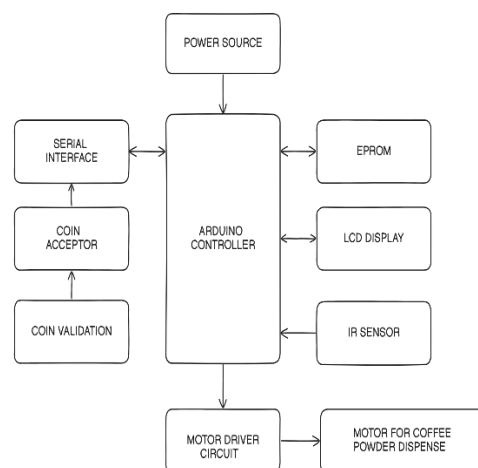 POWER SOURCE
SERIAL
INTERFACE
EPROM
COIN
ACCEPTOR
ARDUINO
CONTROLLER
LCD DISPLAY
COIN VALIDATION
IR SENSOR
MOTOR DRIVER
CIRCUIT
MOTOR FOR COFFEE
POWDER DISPENSE